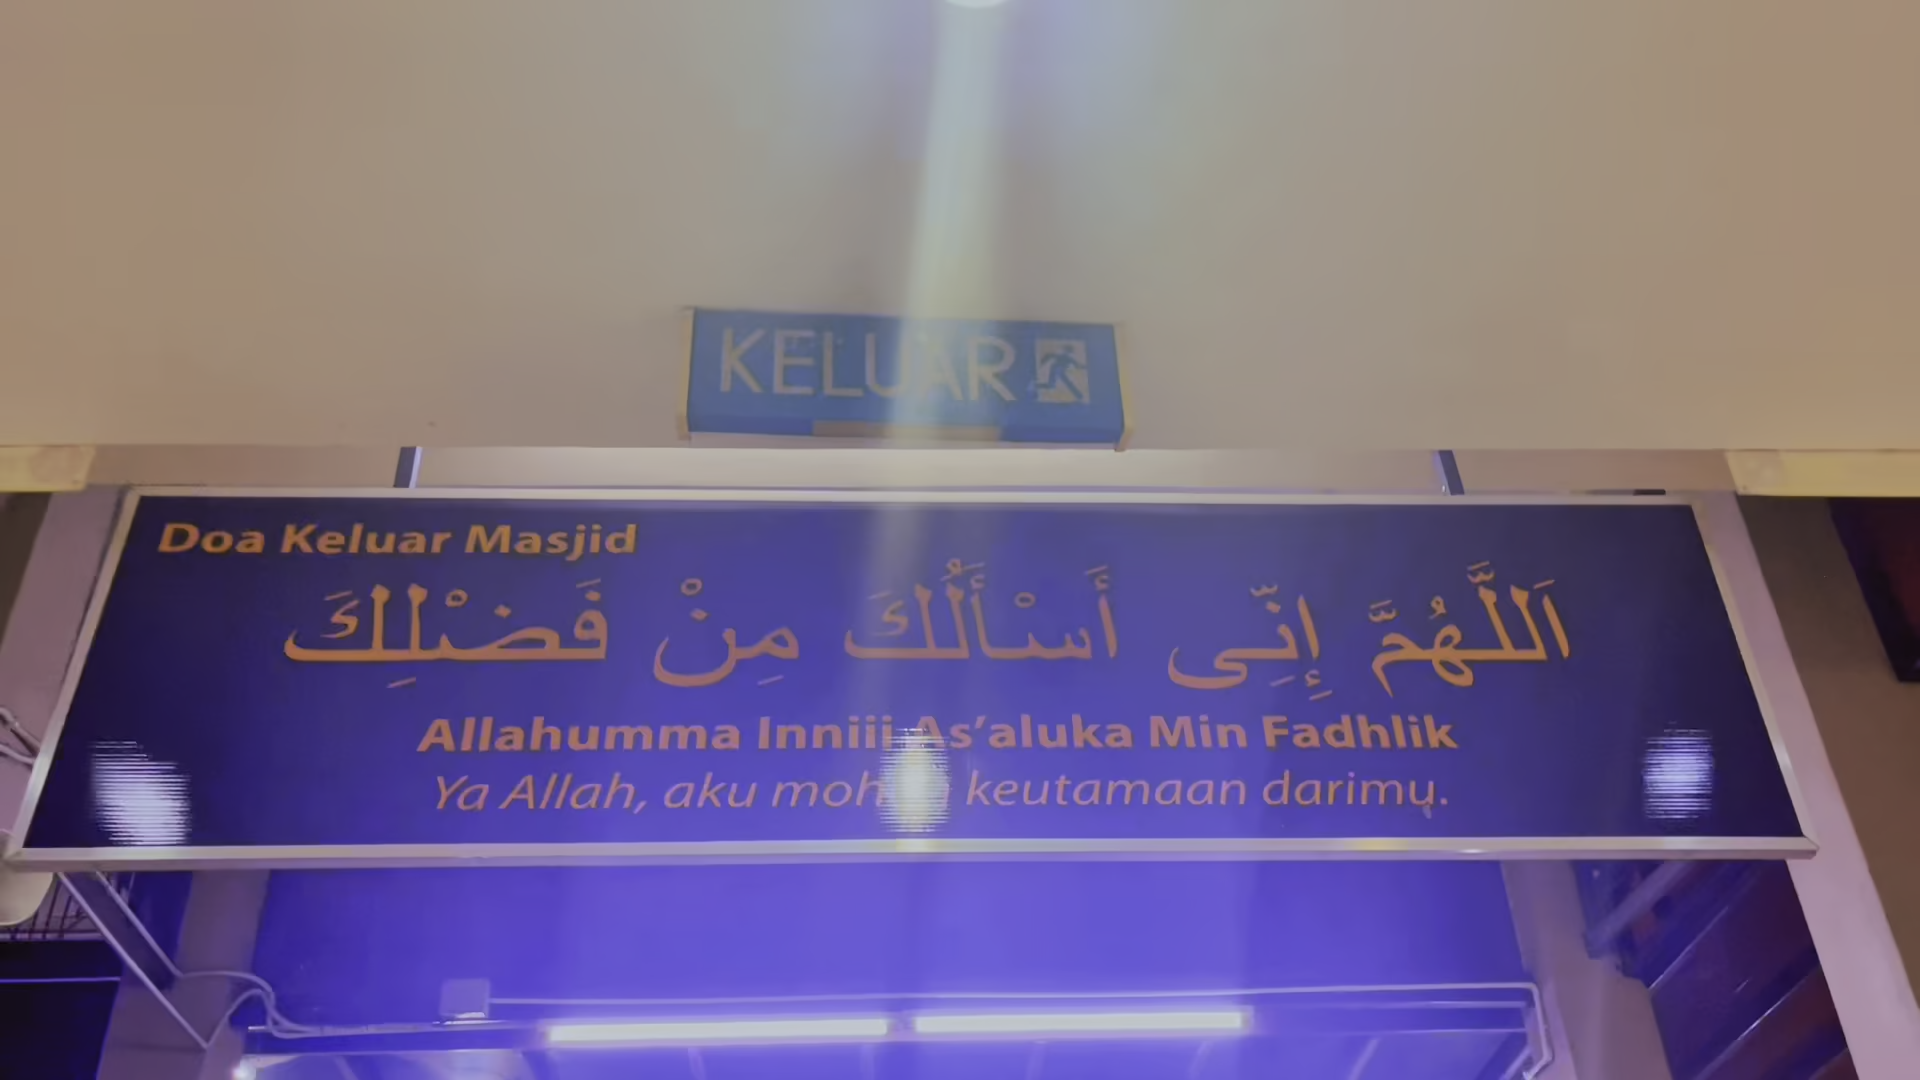 KELUAR
Doa Keluar Masjid
اَللَّهُمَّ إِنِّى أَسْأَلُكَ مِنْ فَضْلِكَ
Allahumma Inniii As'aluka Min Fadhlik
Ya Allah, aku keutamaan darimu.